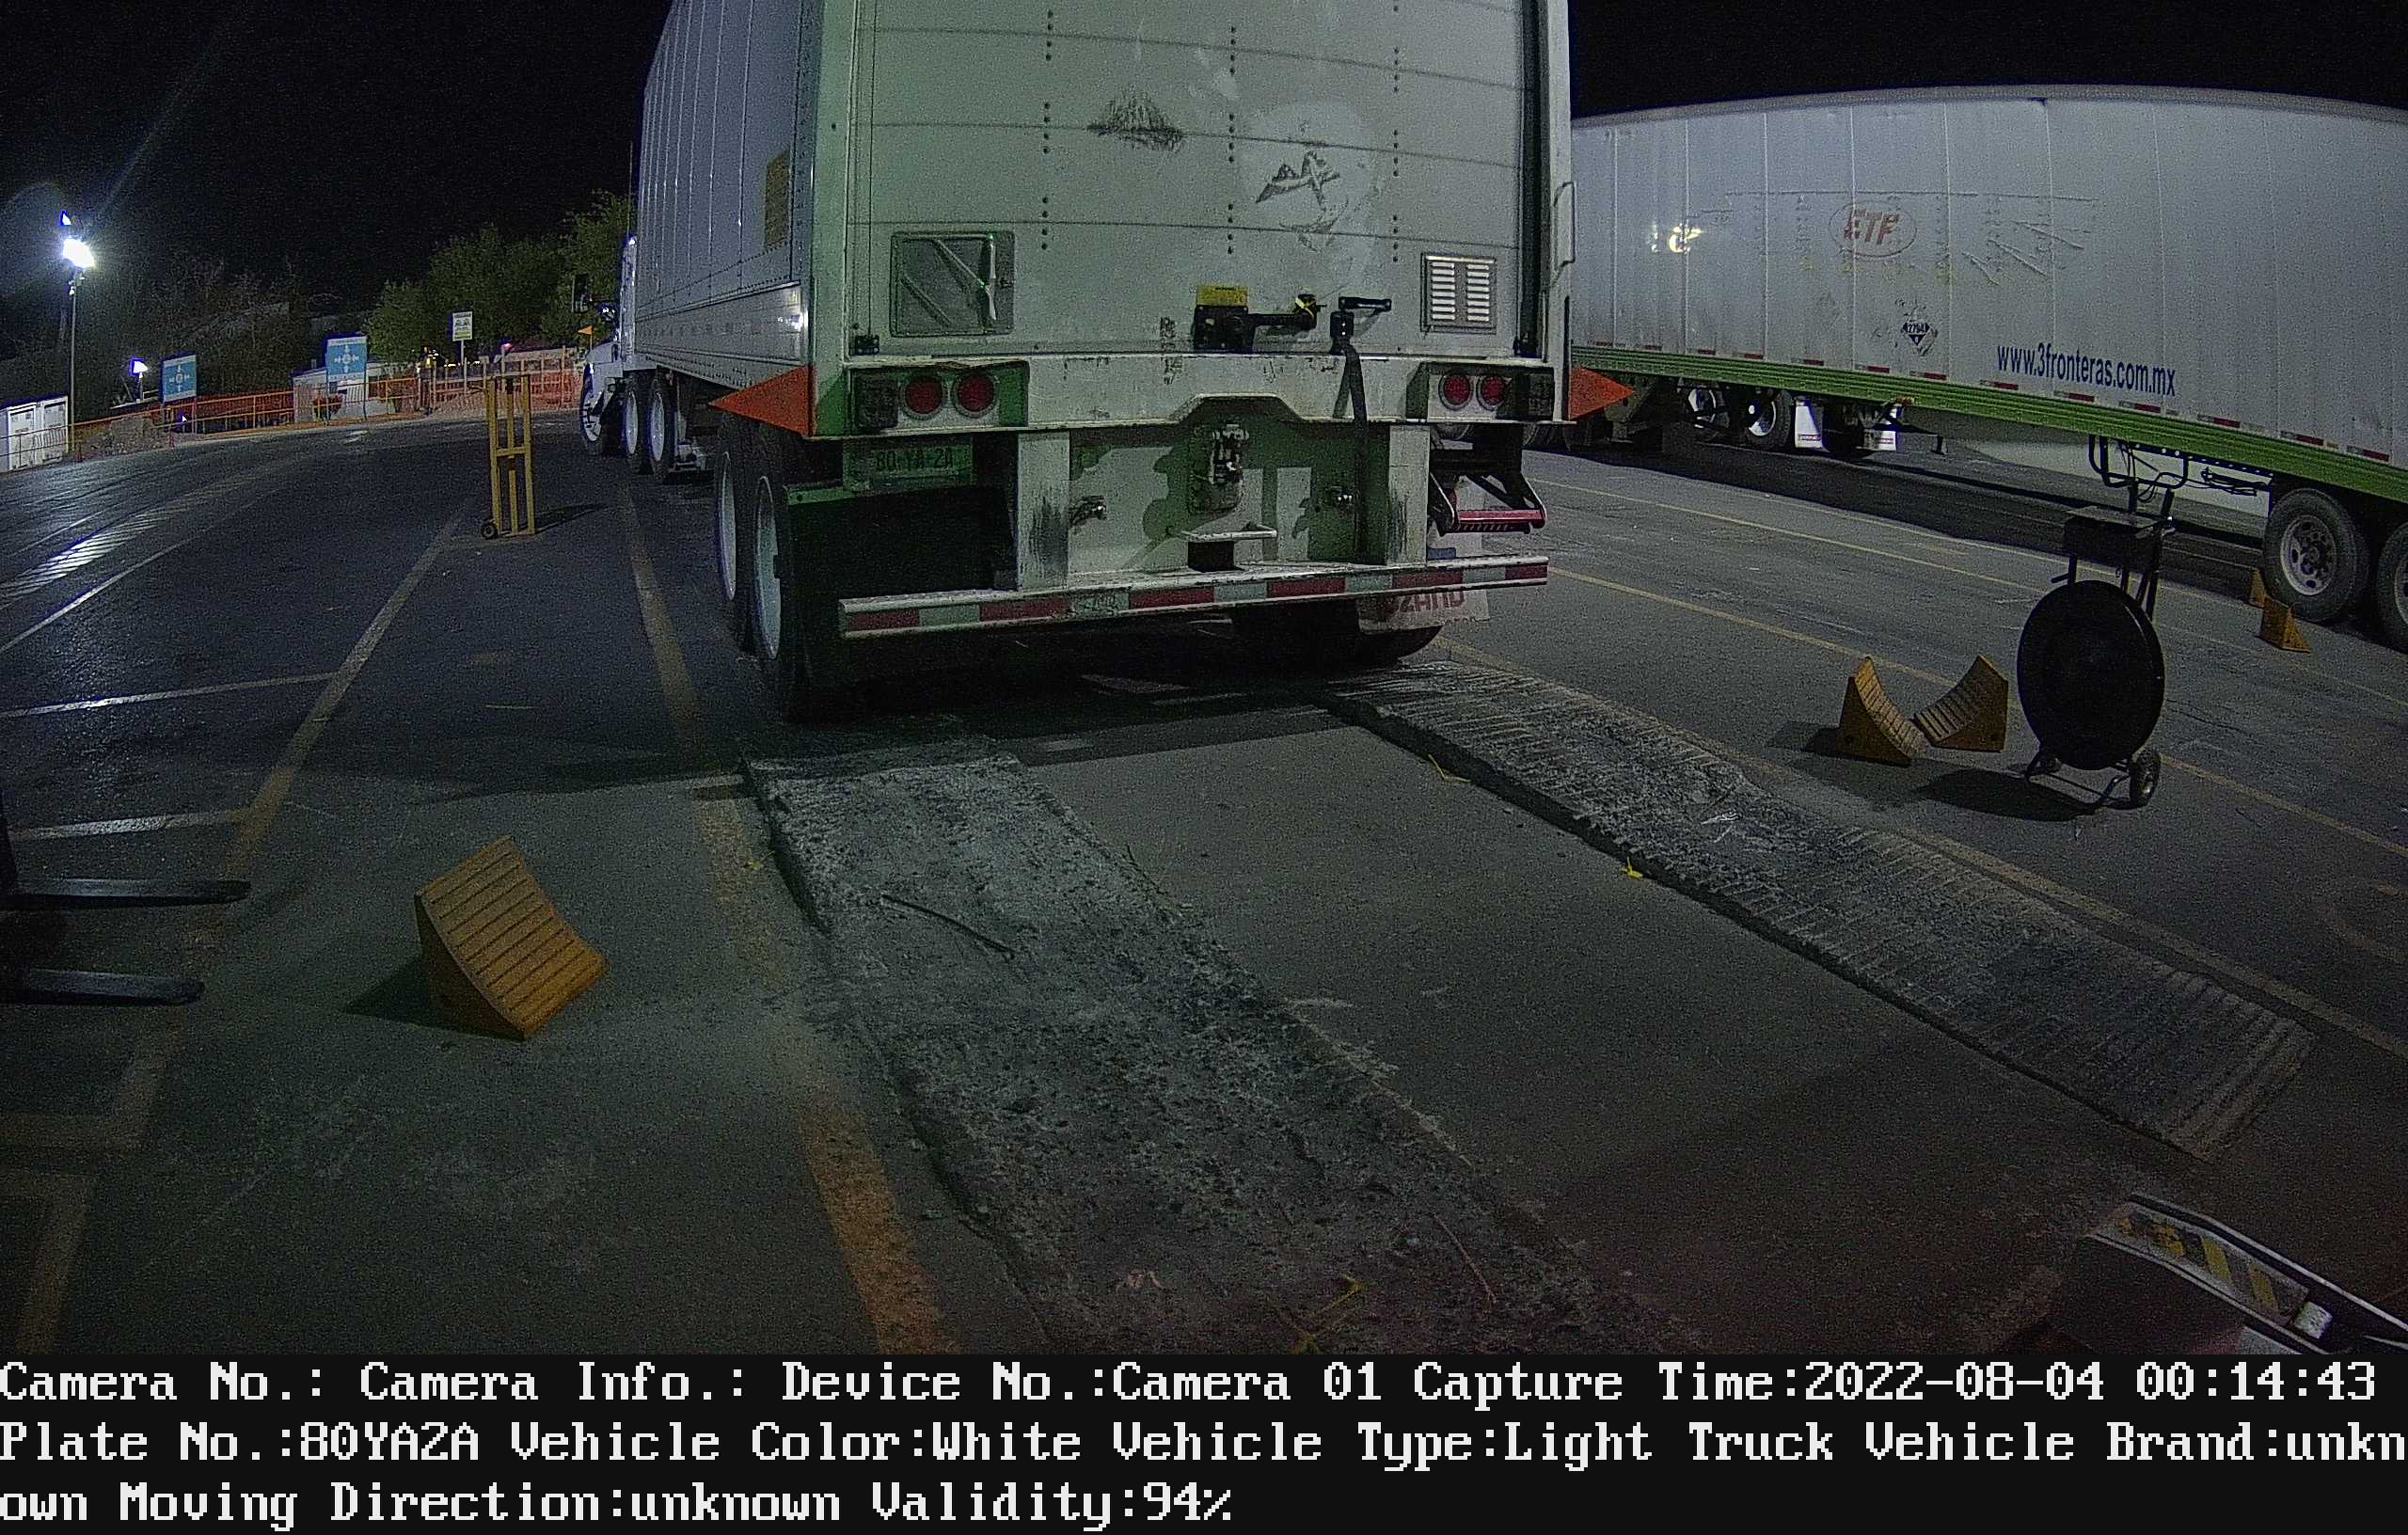 ETF
2794
www.3fronteras.com.mx
80-YA-2A
Camera No.: Camera Info.: Device No.:Camera 01 Capture Time:2022-08-04 00:14:43
Plate No.:80YA2A Vehicle Color:White Vehicle Type:Light Truck Vehicle Brand:unkn
own Moving Direction:unknown Validity:94%